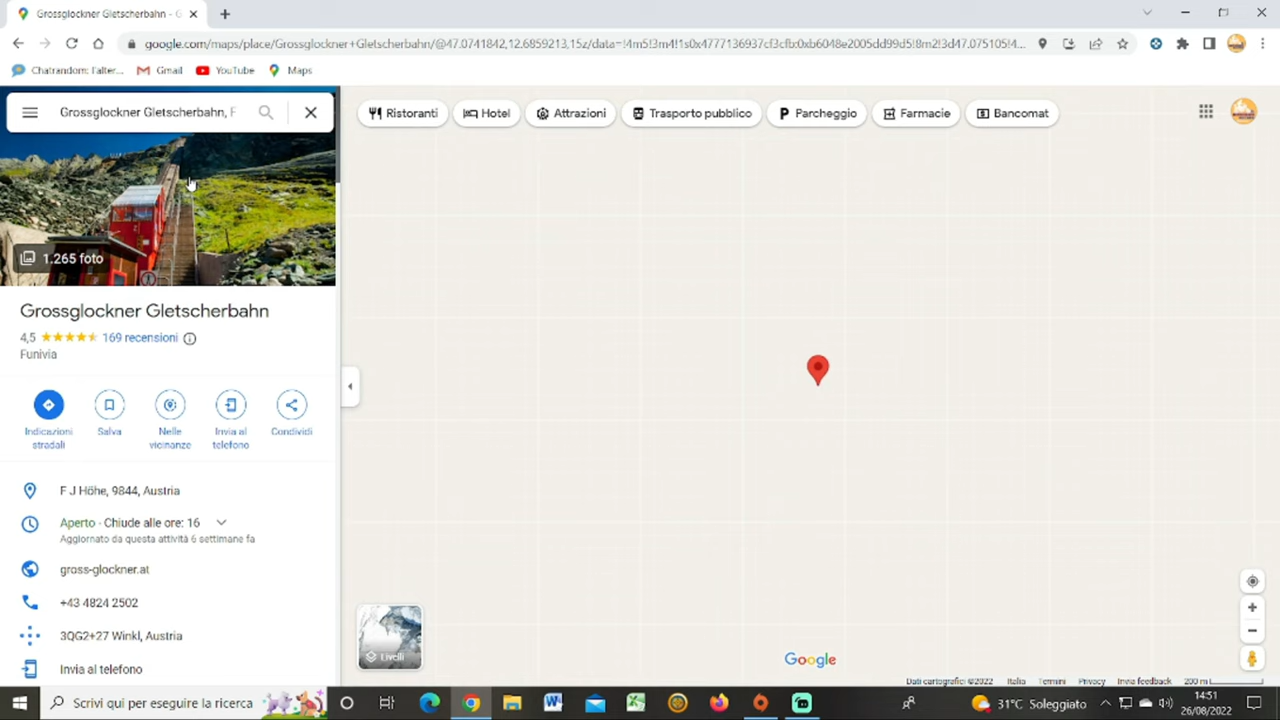 Grossglockner Gletscherbahn - G
google.com/maps/place/Grossglockner+Gletscherbahn/@47.0741842,12.6859213,15z/data=!4m5!3m4!1s0x4777136937cf3cfb:0xb6048e2005dd99d5!8m2!3d47.075105!4...
Chatrandom: l'alter... Gmail YouTube Maps
Grossglockner Gletscherbahn, F
Ristoranti Hotel Attrazioni Trasporto pubblico Parcheggio Farmacie Bancomat
1.265 foto
Grossglockner Gletscherbahn
4,5 169 recensioni
Funivia
Indicazioni stradali
Salva
Nelle vicinanze
Invia al telefono
Condividi
F J Höhe, 9844, Austria
Aperto · Chiude alle ore: 16
Aggiornato da questa attività 6 settimane fa
gross-glockner.at
+43 4824 2502
3QG2+27 Winkl, Austria
Invia al telefono
Livelli
Google
Dati cartografici ©2022 Italia Termini Privacy Invia feedback 200 m
Scrivi qui per eseguire la ricerca
31°C Soleggiato
14:51
26/08/2022